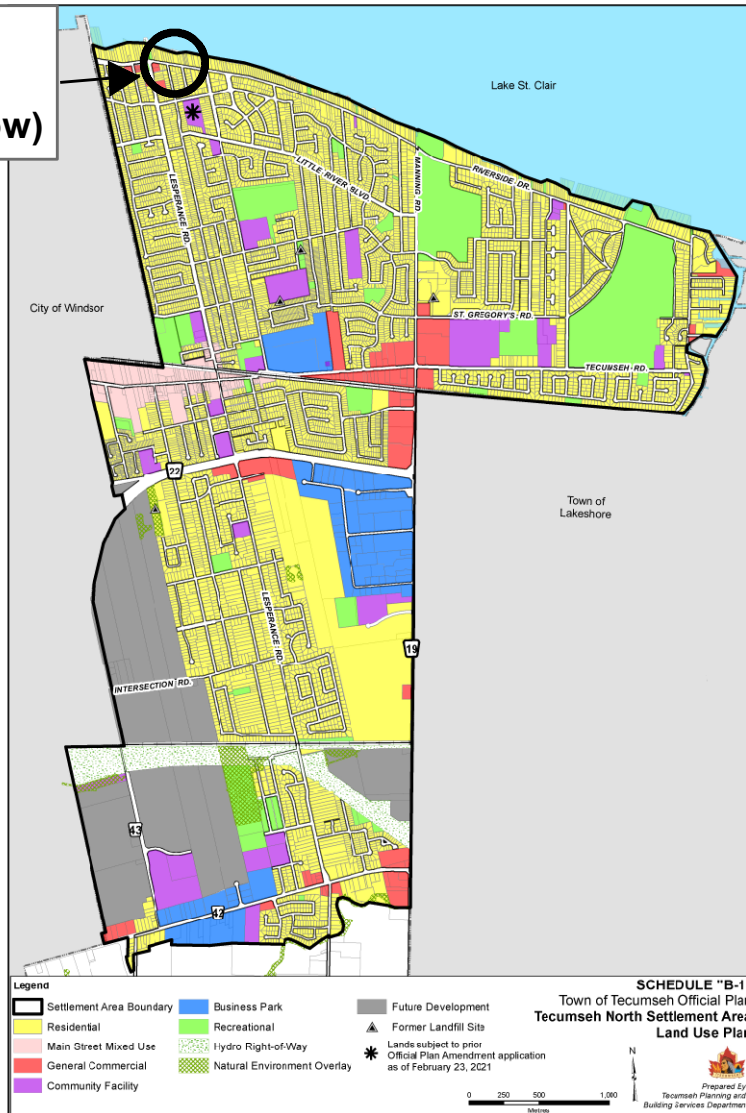 ow)
Lake St. Clair
RIVERSIDE DR.
MANNING RD.
LITTLE RIVER BLVD.
LESPERANCE RD.
City of Windsor
ST. GREGORY'S RD.
TECUMSEH RD.
22
Town of
Lakeshore
LESPERANCE RD.
19
INTERSECTION RD.
43
42
Legend
Settlement Area Boundary
Residential
Main Street Mixed Use
General Commercial
Community Facility
Business Park
Recreational
Hydro Right-of-Way
Natural Environment Overlay
Future Development
Former Landfill Site
Lands subject to prior
Official Plan Amendment application
as of February 23, 2021
SCHEDULE "B-1
Town of Tecumseh Official Plan
Tecumseh North Settlement Area
Land Use Plan
N
Prepared By
Tecumseh Planning and
Building Services Department
0 250 500 1,000
Metres